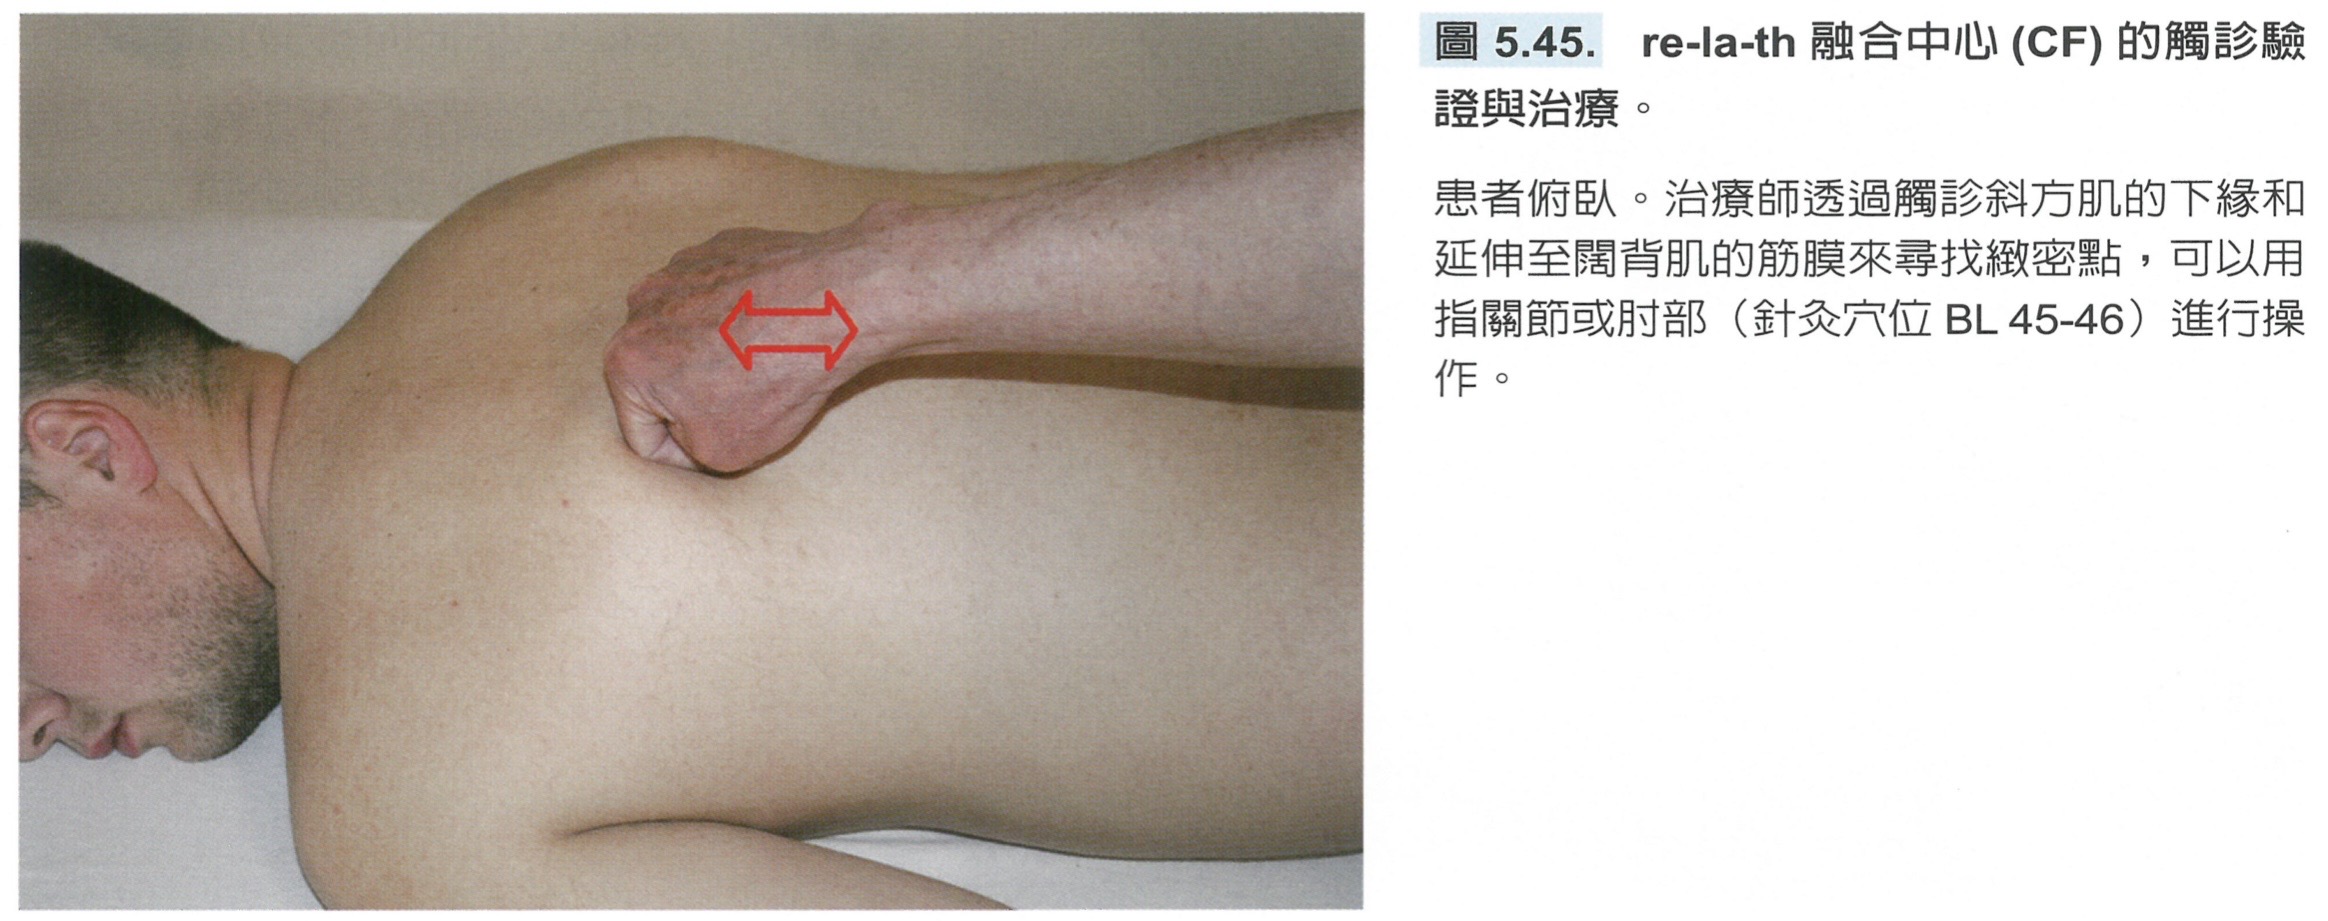 圖 5.45. re-la-th 融合中心 (CF) 的觸診驗
證與治療。
患者俯臥。治療師透過觸診斜方肌的下緣和
延伸至闊背肌的筋膜來尋找緻密點，可以用
指關節或肘部（針灸穴位 BL 45-46）進行操
作。